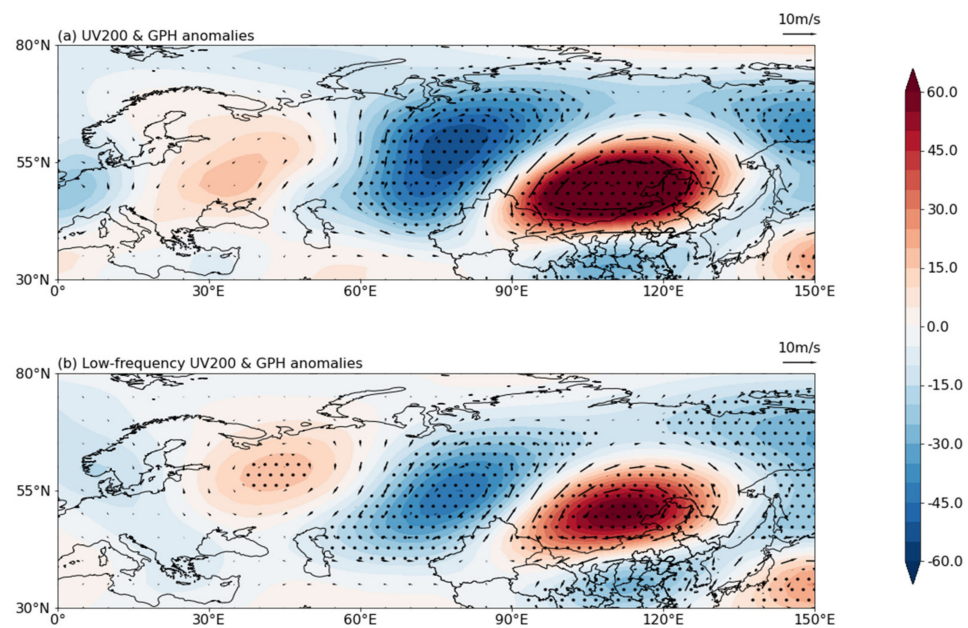 10m/s
(a) UV200 & GPH anomalies
80°N
55°N
30°N
0°
30°E
60°E
90°E
120°E
150°E
10m/s
(b) Low-frequency UV200 & GPH anomalies
80°N
55°N
30°N
0°
30°E
60°E
90°E
120°E
150°E
60.0
45.0
30.0
15.0
0.0
-15.0
-30.0
-45.0
-60.0